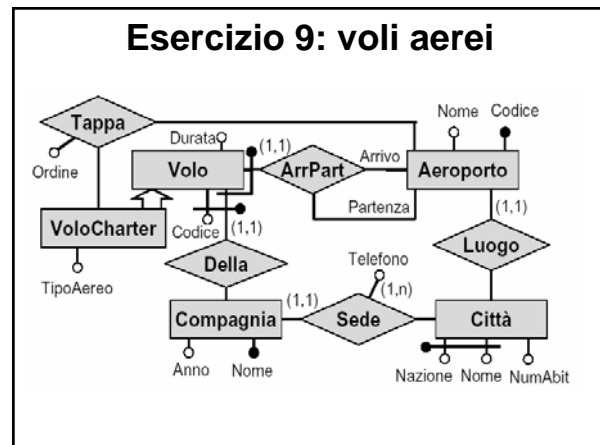 Esercizio 9: voli aerei
Tappa
Nome
Codice
Durata
(1,1)
Ordine
Volo
ArrPart
Arrivo
Aeroporto
Partenza
VoloCharter
Codice
(1,1)
(1,1)
Luogo
Telefono
TipoAereo
Della
(1,1)
(1,n)
Compagnia
Sede
Città
Anno
Nome
Nazione
Nome
NumAbit